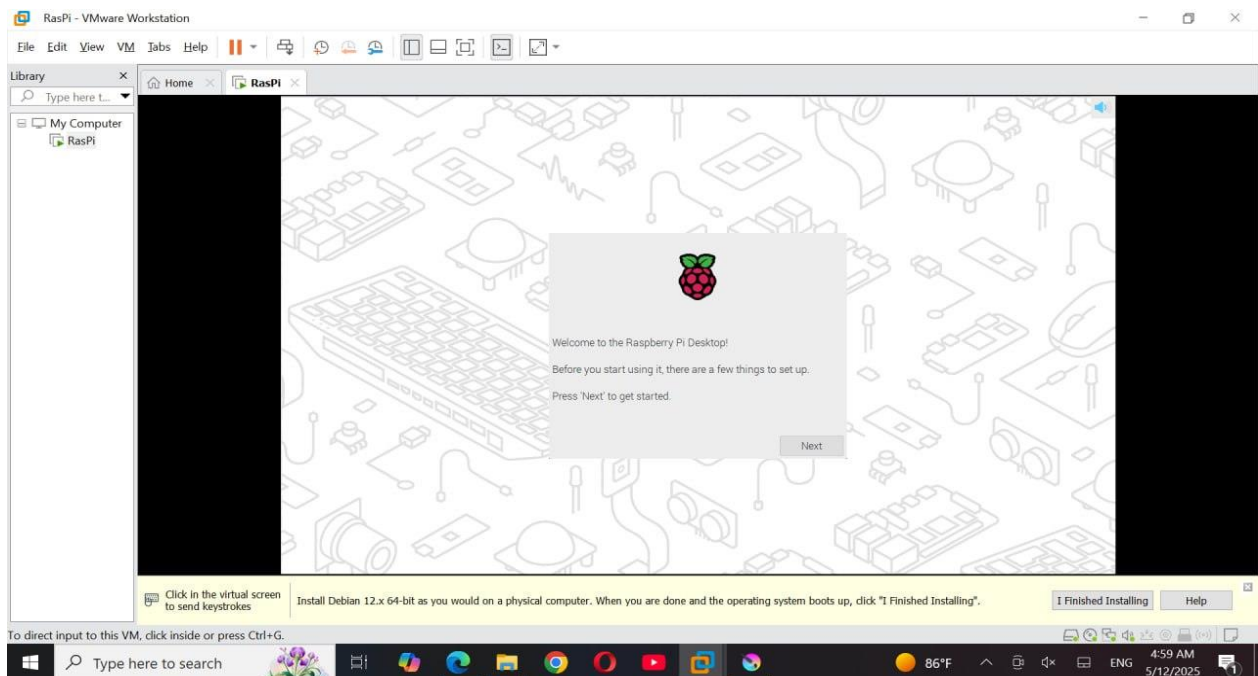 RasPi - VMware Workstation
File Edit View VM Tabs Help
Library
Home
RasPi
Type here t...
My Computer
RasPi
Welcome to the Raspberry Pi Desktop!
Before you start using it, there are a few things to set up.
Press 'Next' to get started.
Next
Click in the virtual screen
to send keystrokes
Install Debian 12.x 64-bit as you would on a physical computer. When you are done and the operating system boots up, click "I Finished Installing".
I Finished Installing
Help
To direct input to this VM, click inside or press Ctrl+G.
Type here to search
86°F
ENG
4:59 AM
5/12/2025
1